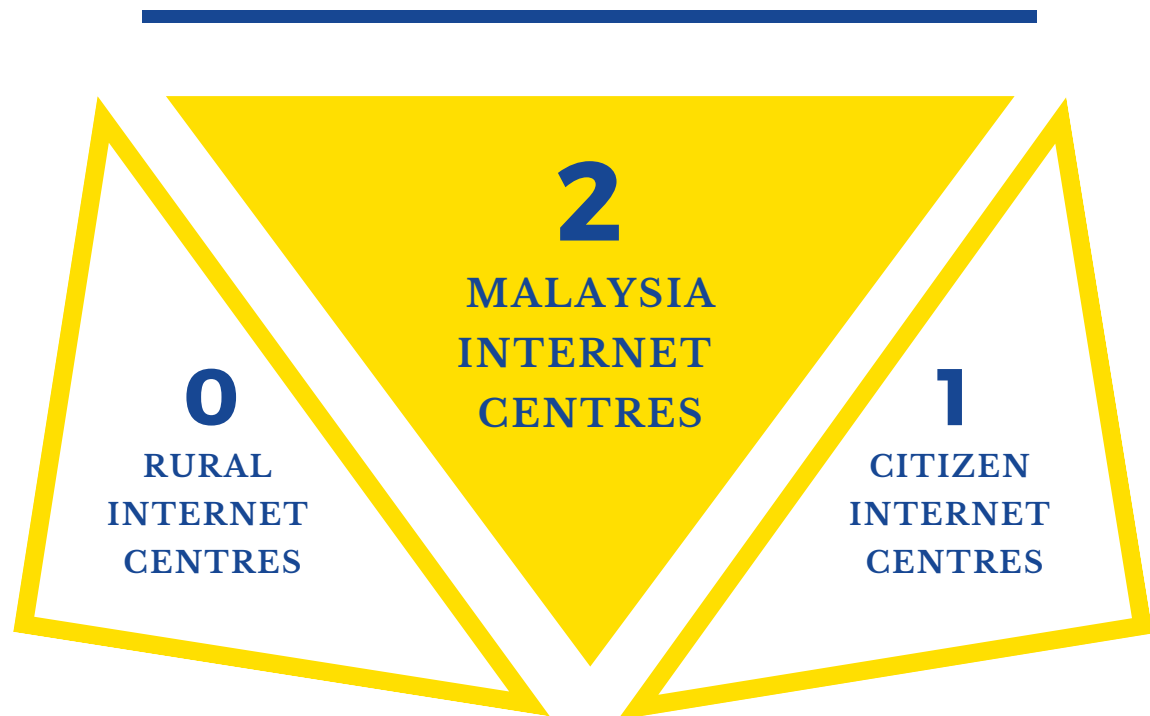 2
MALAYSIA
INTERNET
CENTRES
0
RURAL
INTERNET
CENTRES
1
CITIZEN
INTERNET
CENTRES